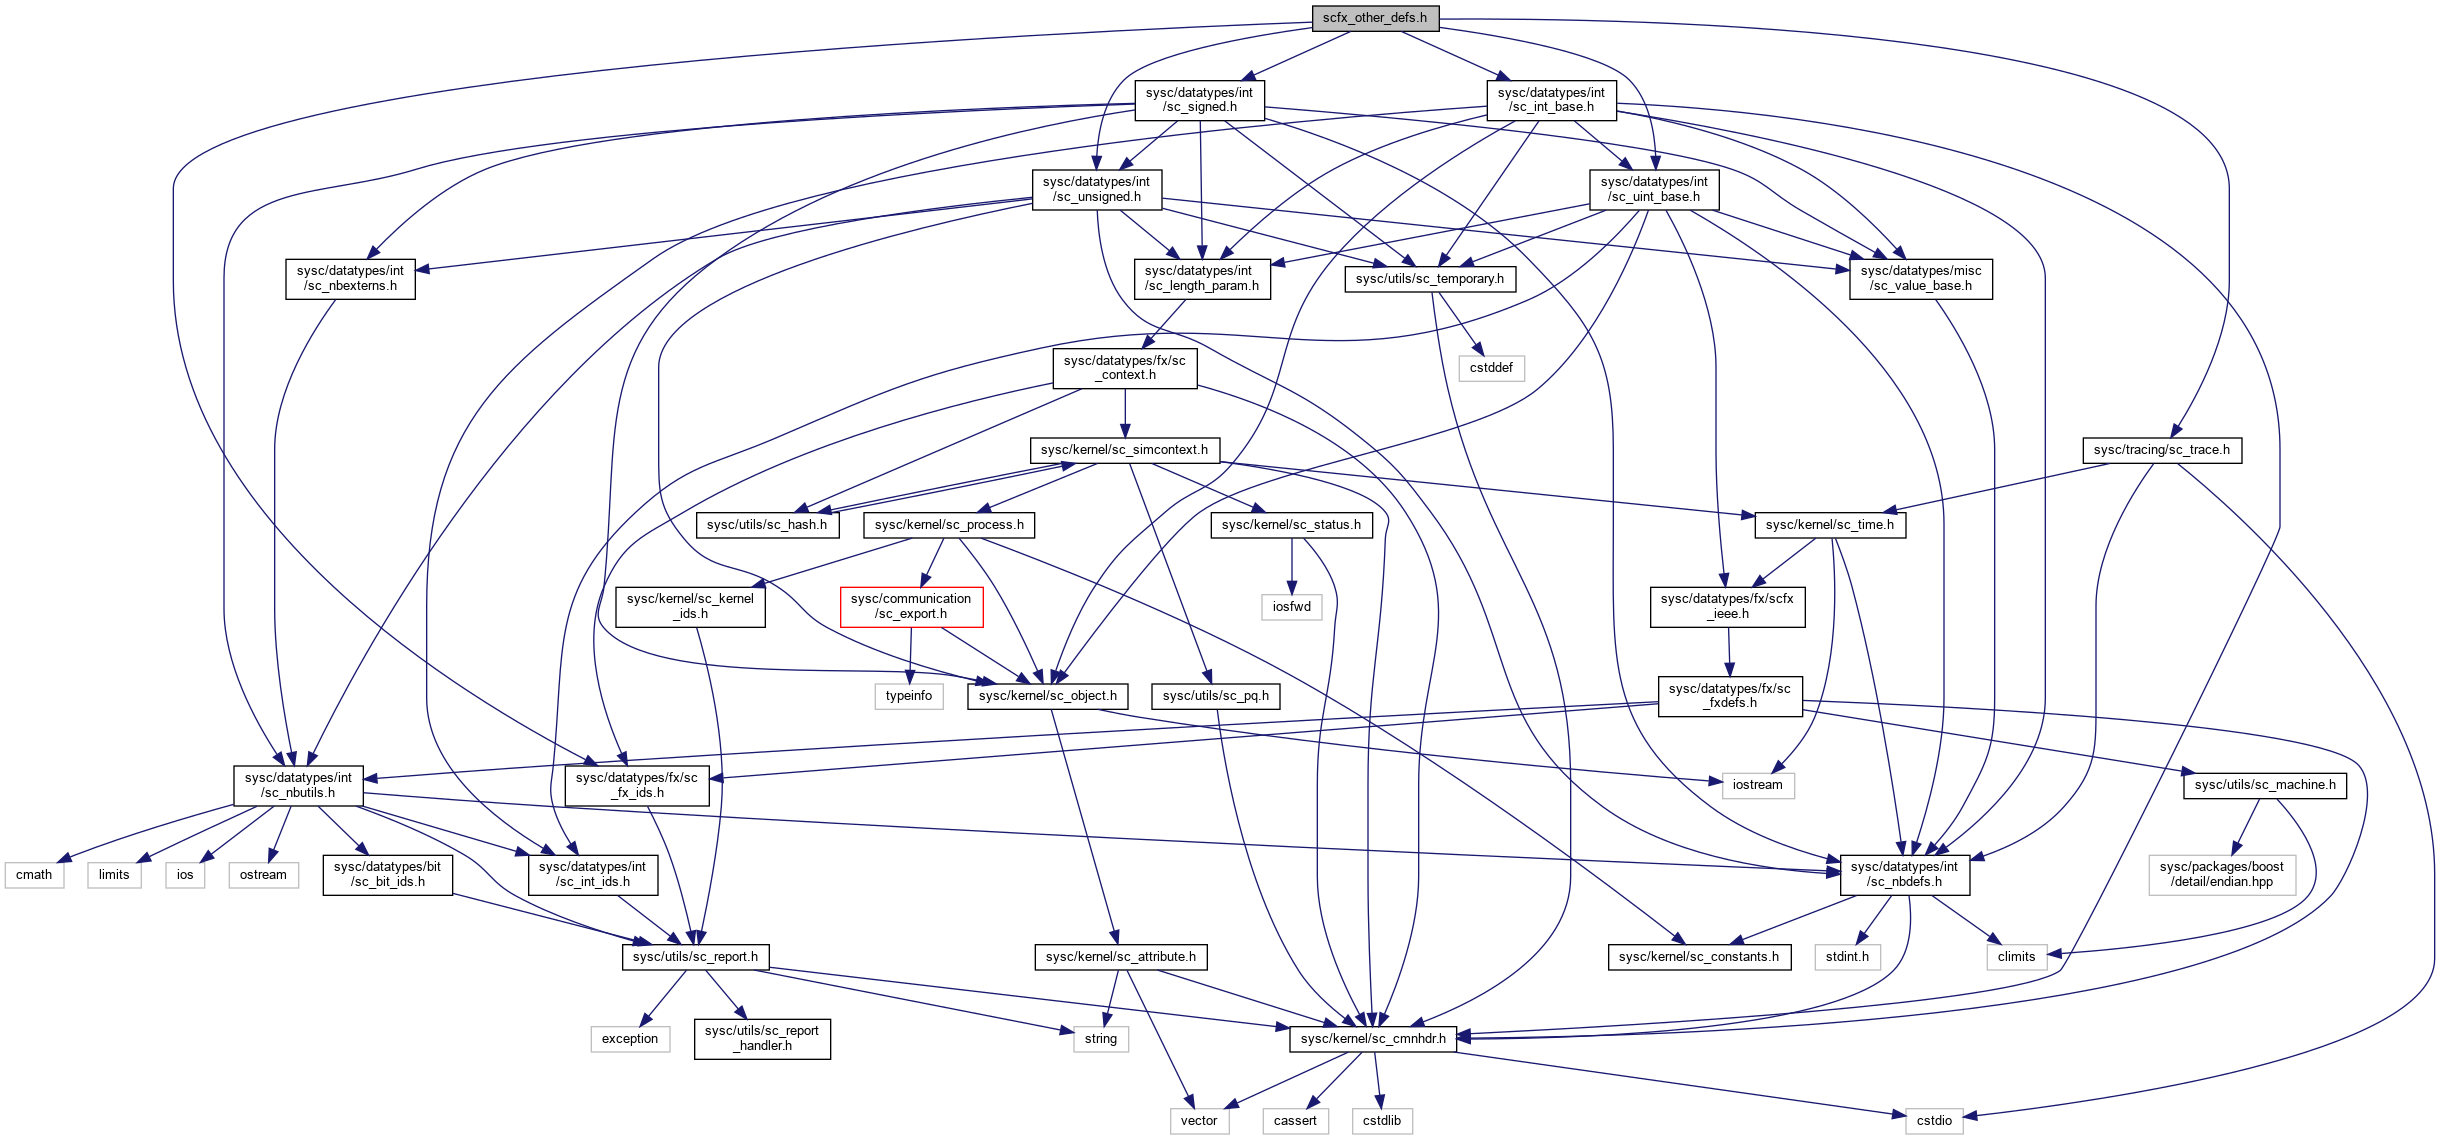 scfx_other_defs.h
sysc/datatypes/int
/sc_signed.h
sysc/datatypes/int
/sc_int_base.h
sysc/datatypes/int
/sc_unsigned.h
sysc/datatypes/int
/sc_uint_base.h
sysc/datatypes/int
/sc_nbexterns.h
sysc/datatypes/int
/sc_length_param.h
sysc/utils/sc_temporary.h
sysc/datatypes/misc
/sc_value_base.h
sysc/datatypes/fx/sc
_context.h
cstddef
sysc/kernel/sc_simcontext.h
sysc/tracing/sc_trace.h
sysc/utils/sc_hash.h
sysc/kernel/sc_process.h
sysc/kernel/sc_status.h
sysc/kernel/sc_time.h
sysc/kernel/sc_kernel
_ids.h
sysc/communication
/sc_export.h
iosfwd
sysc/datatypes/fx/scfx
_ieee.h
typeinfo
sysc/kernel/sc_object.h
sysc/utils/sc_pq.h
sysc/datatypes/fx/sc
_fxdefs.h
sysc/datatypes/int
/sc_nbutils.h
sysc/datatypes/fx/sc
_fx_ids.h
iostream
sysc/utils/sc_machine.h
cmath
limits
ios
ostream
sysc/datatypes/bit
/sc_bit_ids.h
sysc/datatypes/int
/sc_int_ids.h
sysc/datatypes/int
/sc_nbdefs.h
sysc/packages/boost
/detail/endian.hpp
sysc/utils/sc_report.h
sysc/kernel/sc_attribute.h
sysc/kernel/sc_constants.h
stdint.h
climits
exception
sysc/utils/sc_report
_handler.h
string
sysc/kernel/sc_cmnhdr.h
vector
cassert
cstdlib
cstdio